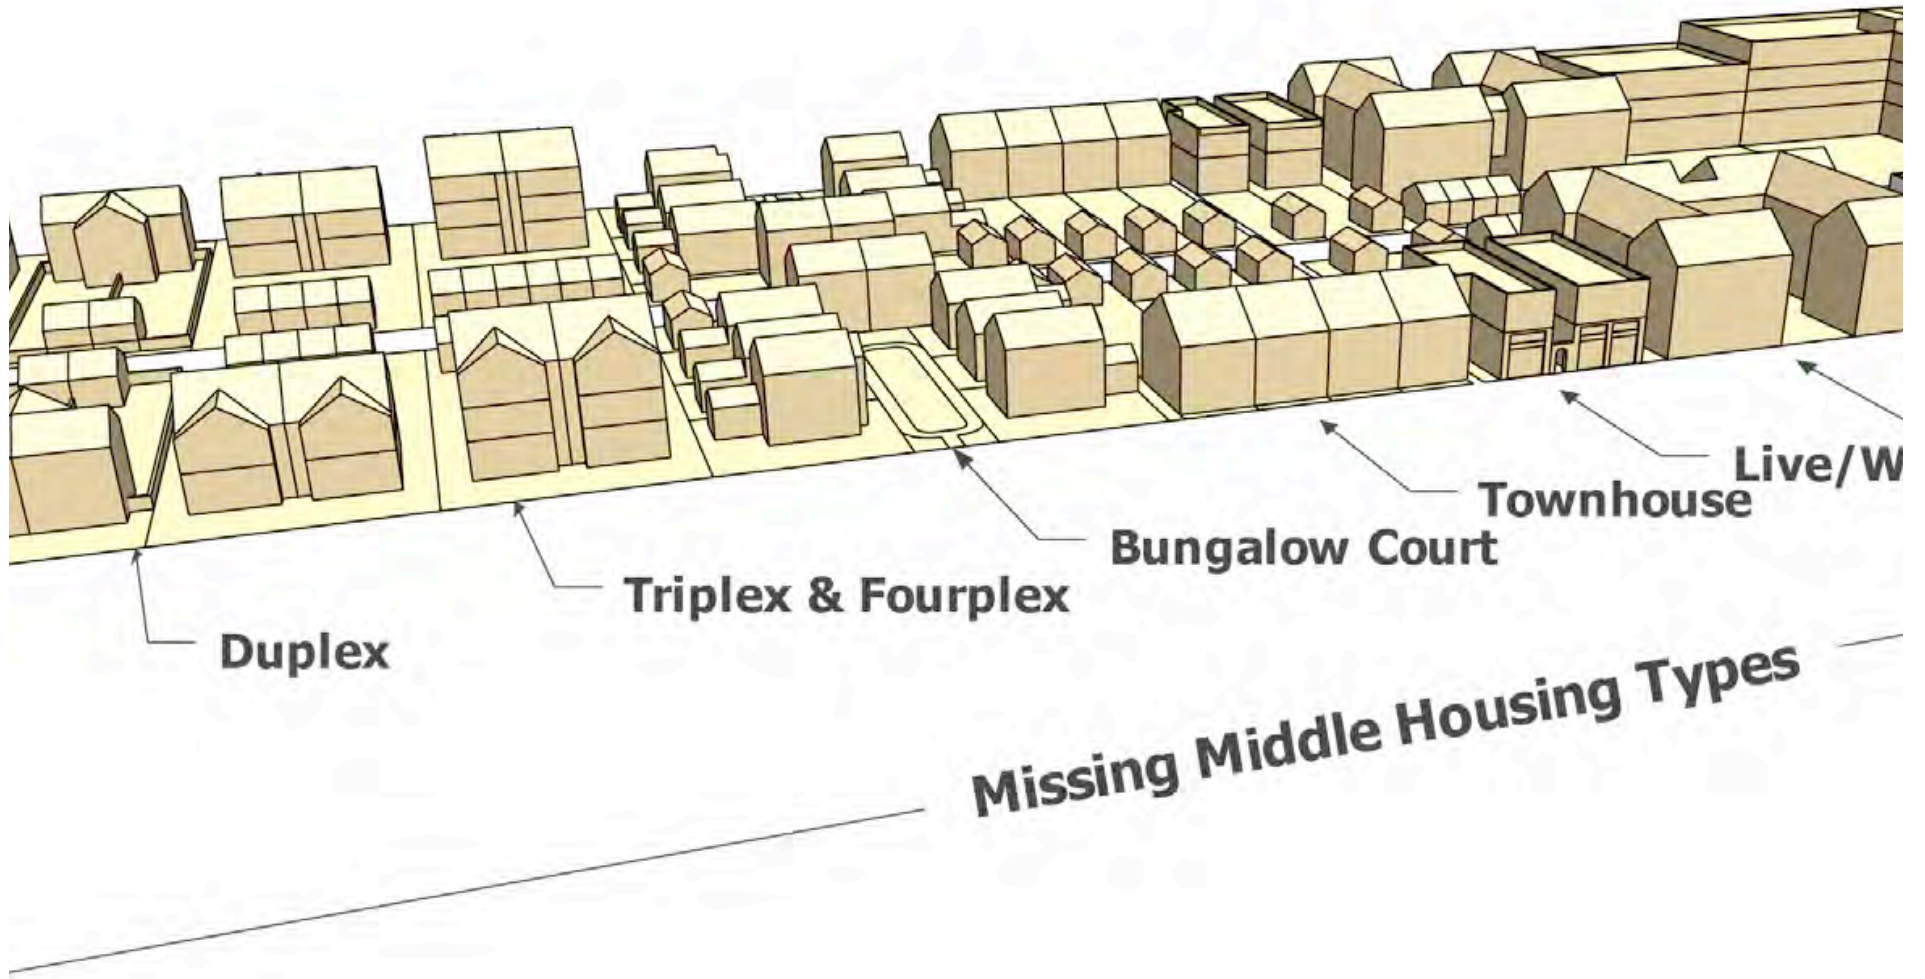 Duplex
Triplex & Fourplex
Bungalow Court
Townhouse
Live/W
Missing Middle Housing Types